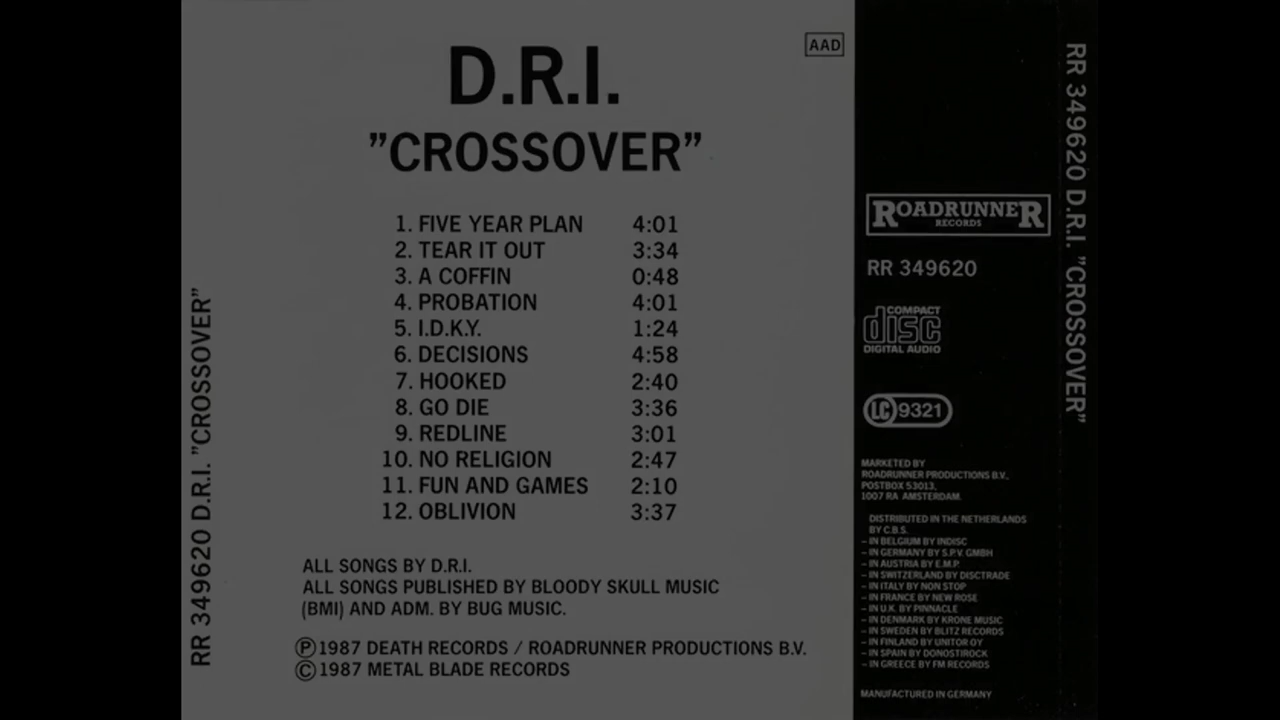 AAD
D.R.I.
”CROSSOVER”
1. FIVE YEAR PLAN 4:01
2. TEAR IT OUT 3:34
3. A COFFIN 0:48
4. PROBATION 4:01
5. I.D.K.Y. 1:24
6. DECISIONS 4:58
7. HOOKED 2:40
8. GO DIE 3:36
9. REDLINE 3:01
10. NO RELIGION 2:47
11. FUN AND GAMES 2:10
12. OBLIVION 3:37
ALL SONGS BY D.R.I.
ALL SONGS PUBLISHED BY BLOODY SKULL MUSIC
(BMI) AND ADM. BY BUG MUSIC.
Ⓟ1987 DEATH RECORDS / ROADRUNNER PRODUCTIONS B.V.
©1987 METAL BLADE RECORDS
RR 349620 D.R.I. ”CROSSOVER”
ROADRUNNER
RECORDS
RR 349620
COMPACT
disc
DIGITAL AUDIO
LC 9321
MARKETED BY
ROADRUNNER PRODUCTIONS B.V.,
POSTBOX 53013,
1007 RA AMSTERDAM.
DISTRIBUTED IN THE NETHERLANDS
BY C.B.S.
– IN BELGIUM BY INDISC
– IN GERMANY BY S.P.V. GMBH
– IN AUSTRIA BY E.M.P.
– IN SWITZERLAND BY DISCTRADE
– IN ITALY BY NON STOP
– IN FRANCE BY NEW ROSE
– IN U.K. BY PINNACLE
– IN DENMARK BY KRONE MUSIC
– IN SWEDEN BY BLITZ RECORDS
– IN FINLAND BY UNITOR OY
– IN SPAIN BY DONOSTIROCK
– IN GREECE BY FM RECORDS
MANUFACTURED IN GERMANY
RR 349620 D.R.I. ”CROSSOVER”